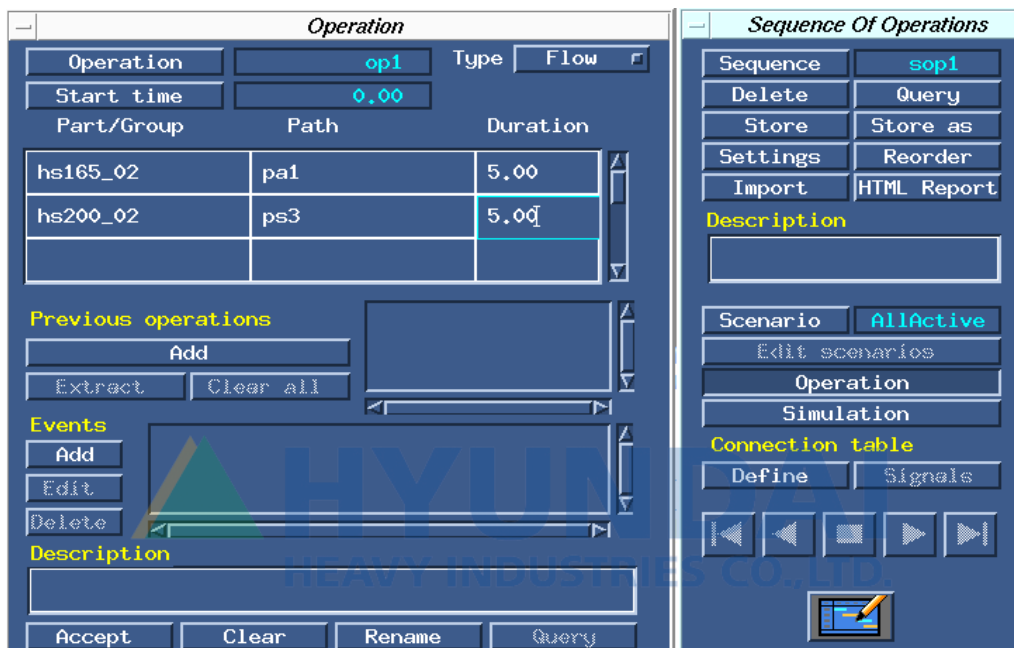 Operation
Operation op1 Type Flow
Start time 0.00
Part/Group Path Duration
hs165_02 pa1 5.00
hs200_02 ps3 5.00
Previous operations
Add
Extract Clear all
Events
Add
Edit
Delete
Description
Accept Clear Rename Query
Sequence Of Operations
Sequence sop1
Delete Query
Store Store as
Settings Reorder
Import HTML Report
Description
Scenario AllActive
Edit scenarios
Operation
Simulation
Connection table
Define Signals
HYUNDAI
HEAVY INDUSTRIES CO.,LTD.